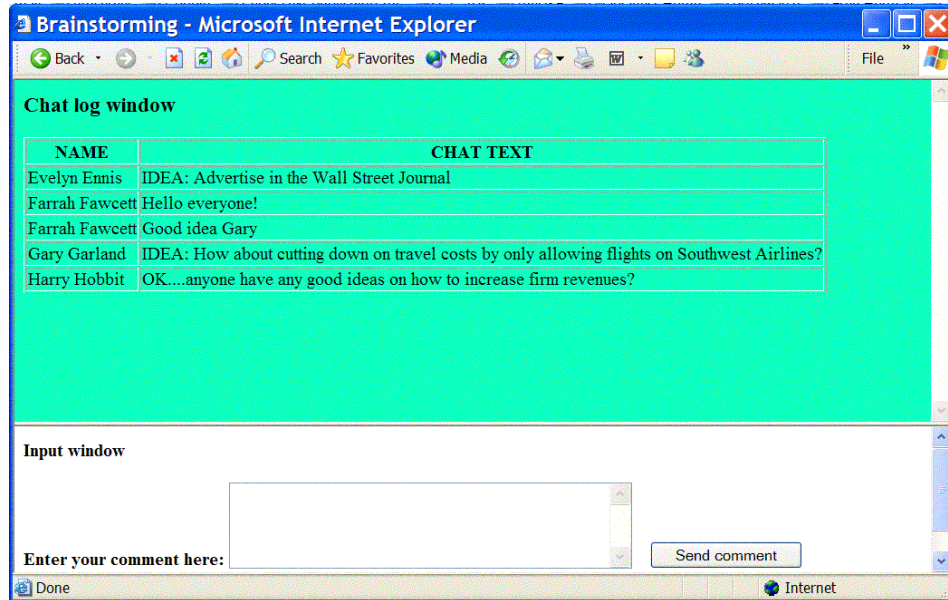 Brainstorming - Microsoft Internet Explorer
Back Search Favorites Media File »
Chat log window
NAME CHAT TEXT
Evelyn Ennis IDEA: Advertise in the Wall Street Journal
Farrah Fawcett Hello everyone!
Farrah Fawcett Good idea Gary
Gary Garland IDEA: How about cutting down on travel costs by only allowing flights on Southwest Airlines?
Harry Hobbit OK....anyone have any good ideas on how to increase firm revenues?
Input window
Enter your comment here: Send comment
Done Internet